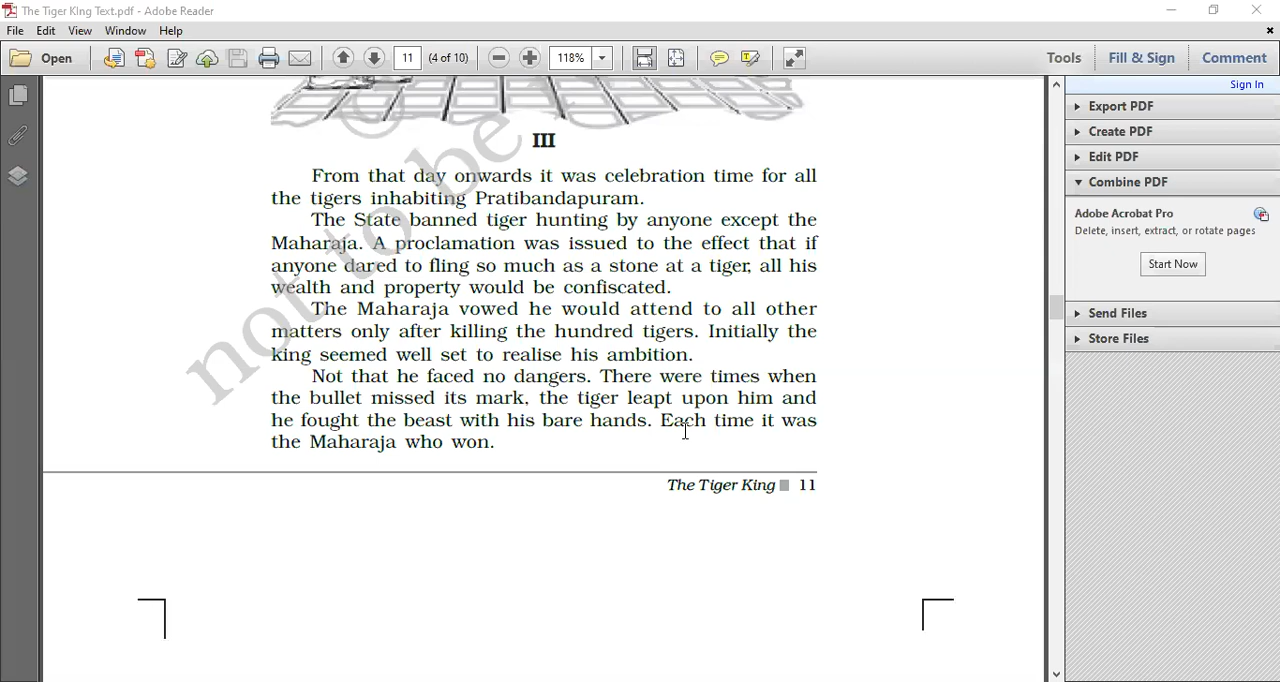 The Tiger King Text.pdf - Adobe Reader
File Edit View Window Help
Open 11 (4 of 10) 118% Tools Fill & Sign Comment
Sign In
Export PDF
Create PDF
Edit PDF
Combine PDF
Adobe Acrobat Pro
Delete, insert, extract, or rotate pages
Start Now
Send Files
Store Files
not to be
©
III
From that day onwards it was celebration time for all
the tigers inhabiting Pratibandapuram.
The State banned tiger hunting by anyone except the
Maharaja. A proclamation was issued to the effect that if
anyone dared to fling so much as a stone at a tiger, all his
wealth and property would be confiscated.
The Maharaja vowed he would attend to all other
matters only after killing the hundred tigers. Initially the
king seemed well set to realise his ambition.
Not that he faced no dangers. There were times when
the bullet missed its mark, the tiger leapt upon him and
he fought the beast with his bare hands. Each time it was
the Maharaja who won.
The Tiger King 11